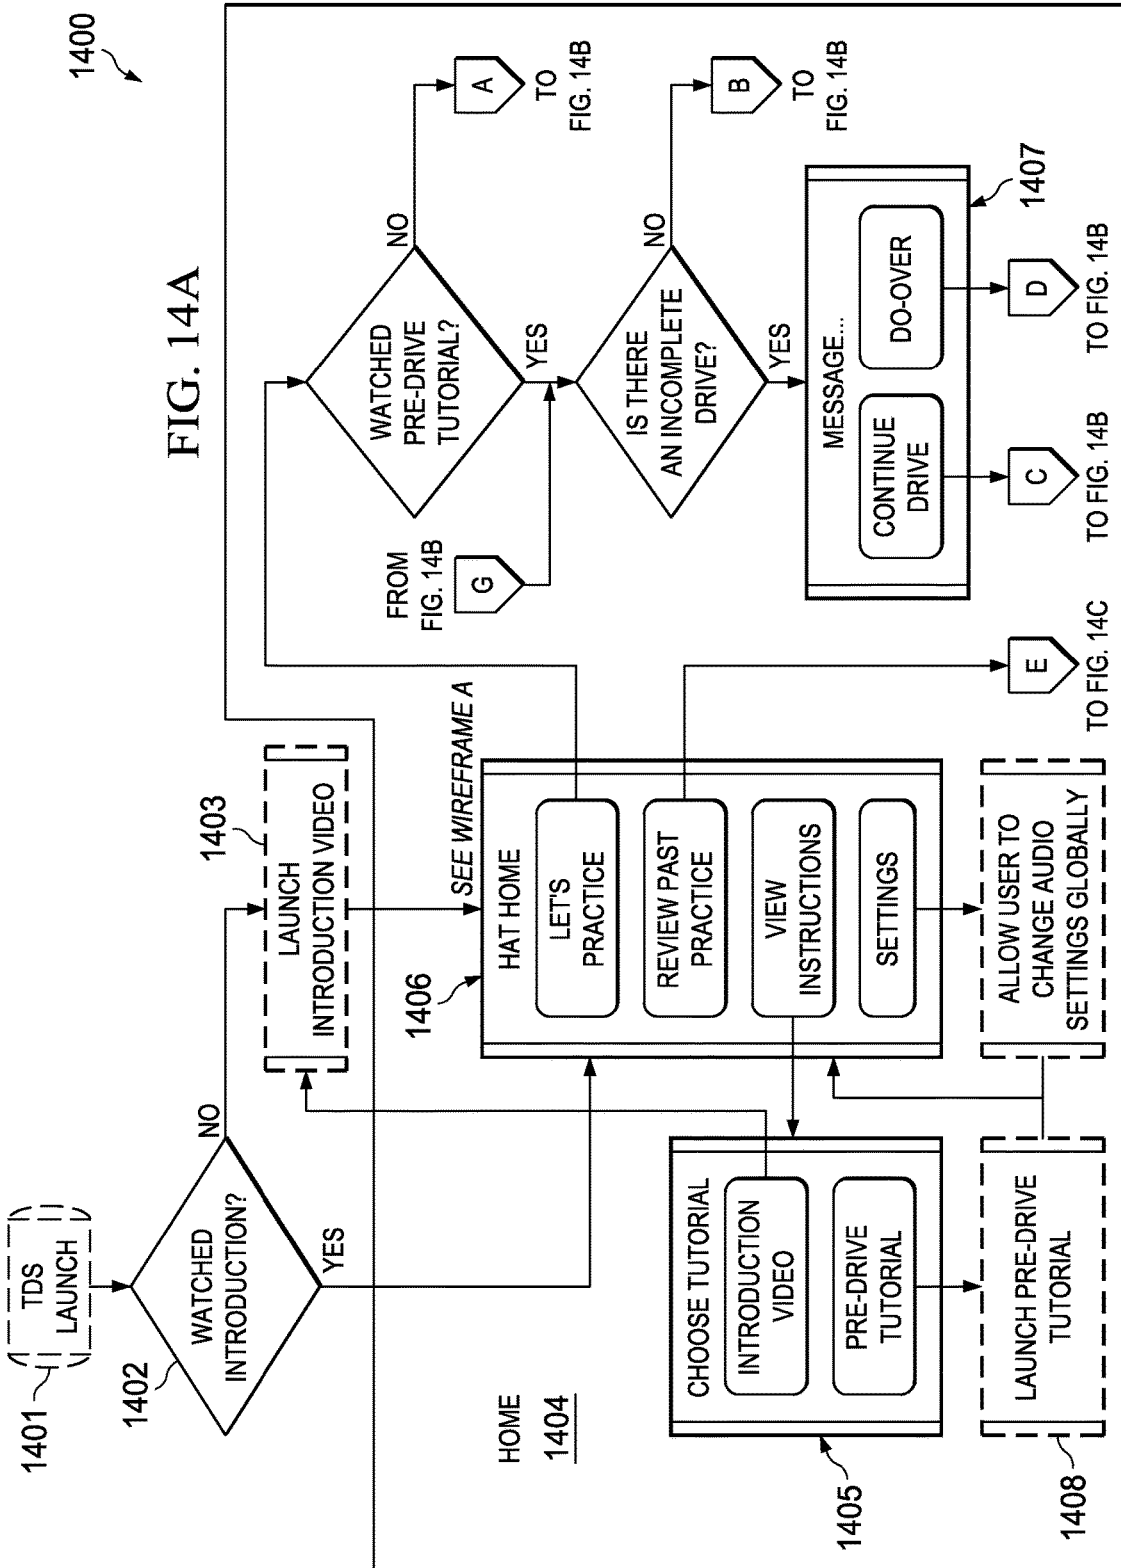 FIG. 14A
1400
1401
TDS
LAUNCH
1402
WATCHED
INTRODUCTION?
NO
YES
1403
LAUNCH
INTRODUCTION VIDEO
HOME
1404
SEE WIREFRAME A
1406
HAT HOME
LET'S
PRACTICE
REVIEW PAST
PRACTICE
VIEW
INSTRUCTIONS
SETTINGS
ALLOW USER TO
CHANGE AUDIO
SETTINGS GLOBALLY
1405
CHOOSE TUTORIAL
INTRODUCTION
VIDEO
PRE-DRIVE
TUTORIAL
1408
LAUNCH PRE-DRIVE
TUTORIAL
WATCHED
PRE-DRIVE
TUTORIAL?
NO
YES
A
TO
FIG. 14B
FROM
FIG. 14B
G
IS THERE
AN INCOMPLETE
DRIVE?
NO
YES
B
TO
FIG. 14B
1407
MESSAGE...
CONTINUE
DRIVE
DO-OVER
E
TO FIG. 14C
C
TO FIG. 14B
D
TO FIG. 14B